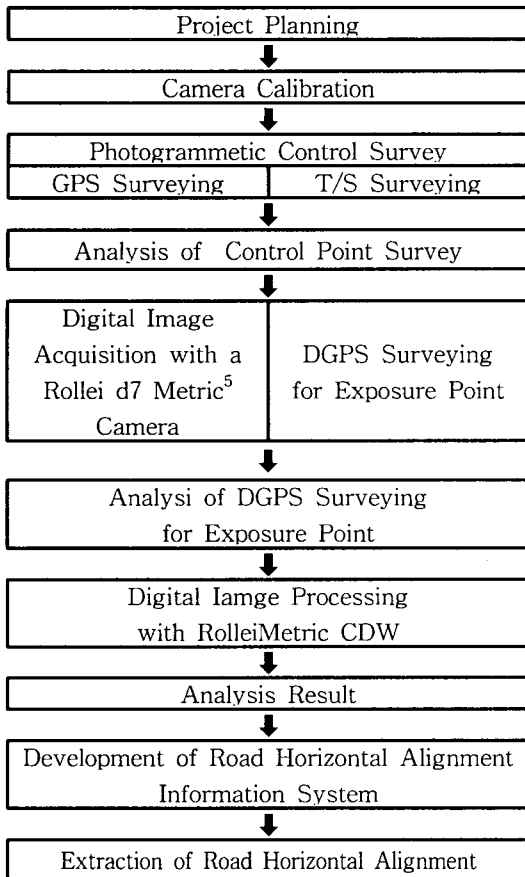 Project Planning
Camera Calibration
Photogrammetic Control Survey
GPS Surveying
T/S Surveying
Analysis of Control Point Survey
Digital Image
Acquisition with a
Rollei d7 Metric⁵
Camera
DGPS Surveying
for Exposure Point
Analysi of DGPS Surveying
for Exposure Point
Digital Iamge Processing
with RolleiMetric CDW
Analysis Result
Development of Road Horizontal Alignment
Information System
Extraction of Road Horizontal Alignment